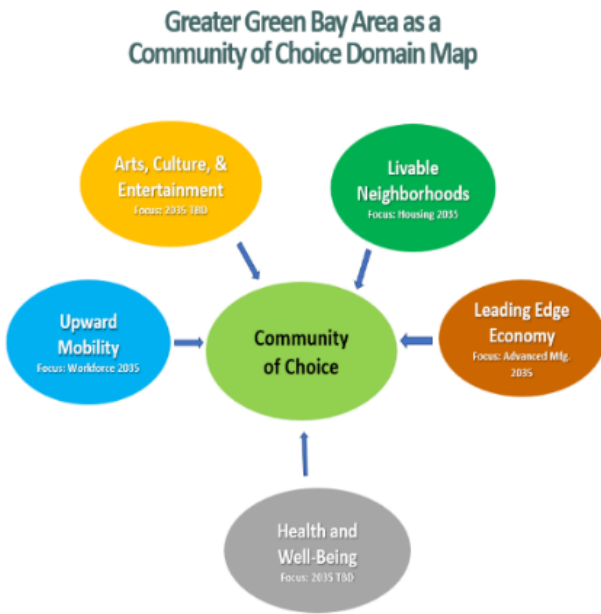 Greater Green Bay Area as a
Community of Choice Domain Map
Arts, Culture, &
Entertainment
Focus: 2035 TBD
Livable
Neighborhoods
Focus: Housing 2035
Upward
Mobility
Focus: Workforce 2035
Community
of Choice
Leading Edge
Economy
Focus: Advanced Mfg.
2035
Health and
Well-Being
Focus: 2035 TBD